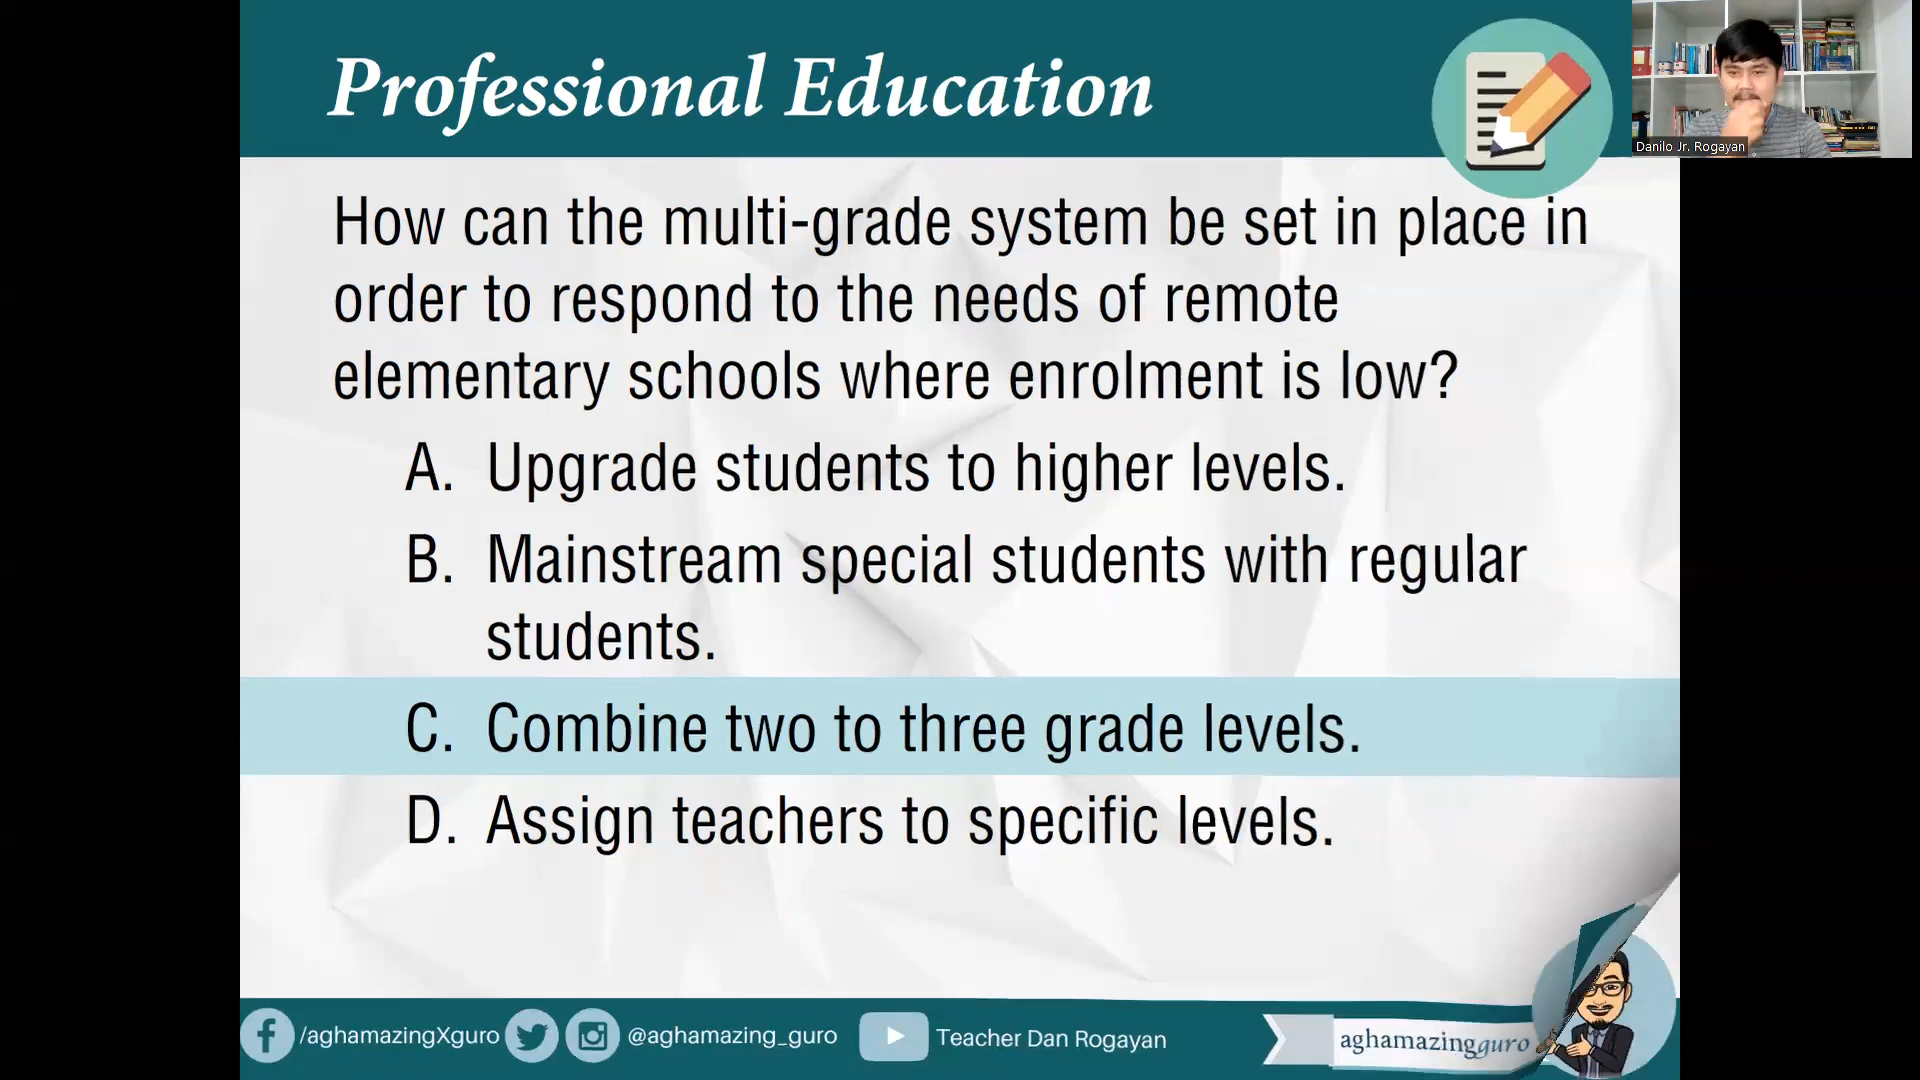 Professional Education
Danilo Jr. Rogayan
How can the multi-grade system be set in place in
order to respond to the needs of remote
elementary schools where enrolment is low?
A. Upgrade students to higher levels.
B. Mainstream special students with regular
students.
C. Combine two to three grade levels.
D. Assign teachers to specific levels.
/aghamazingXguro
@aghamazing_guro
Teacher Dan Rogayan
aghamazingguro